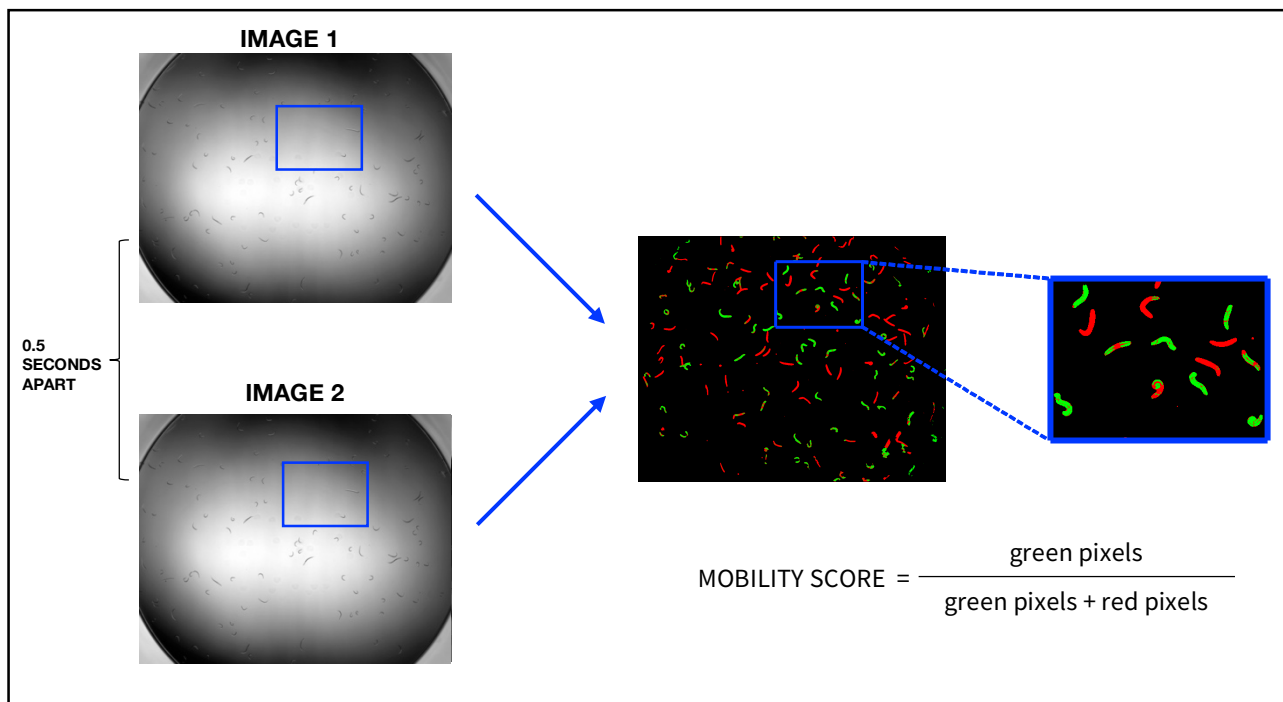 IMAGE 1
0.5
SECONDS
APART
IMAGE 2
MOBILITY SCORE =
green pixels
green pixels + red pixels